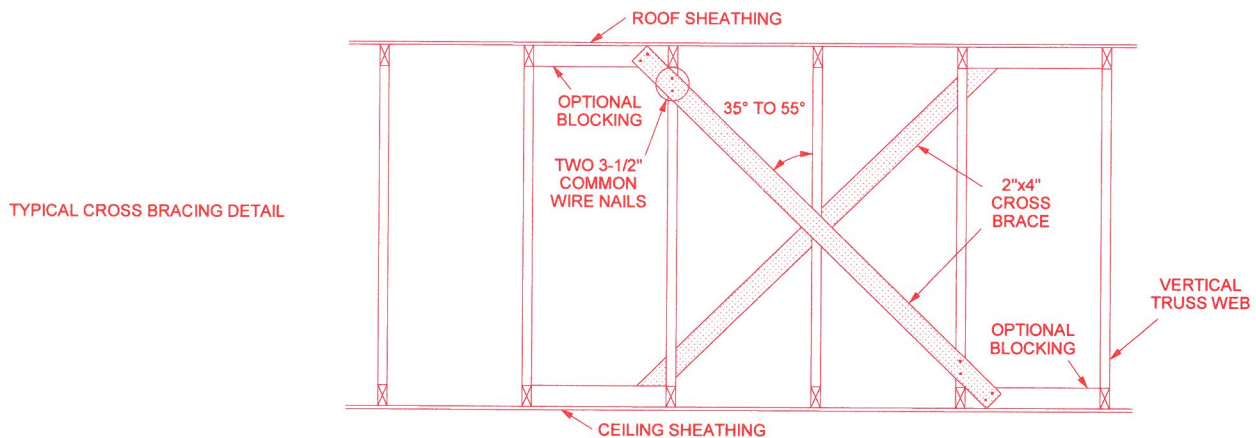 ROOF SHEATHING
OPTIONAL
BLOCKING
35° TO 55°
TWO 3-1/2"
COMMON
WIRE NAILS
2"x4"
CROSS
BRACE
TYPICAL CROSS BRACING DETAIL
VERTICAL
TRUSS WEB
OPTIONAL
BLOCKING
CEILING SHEATHING